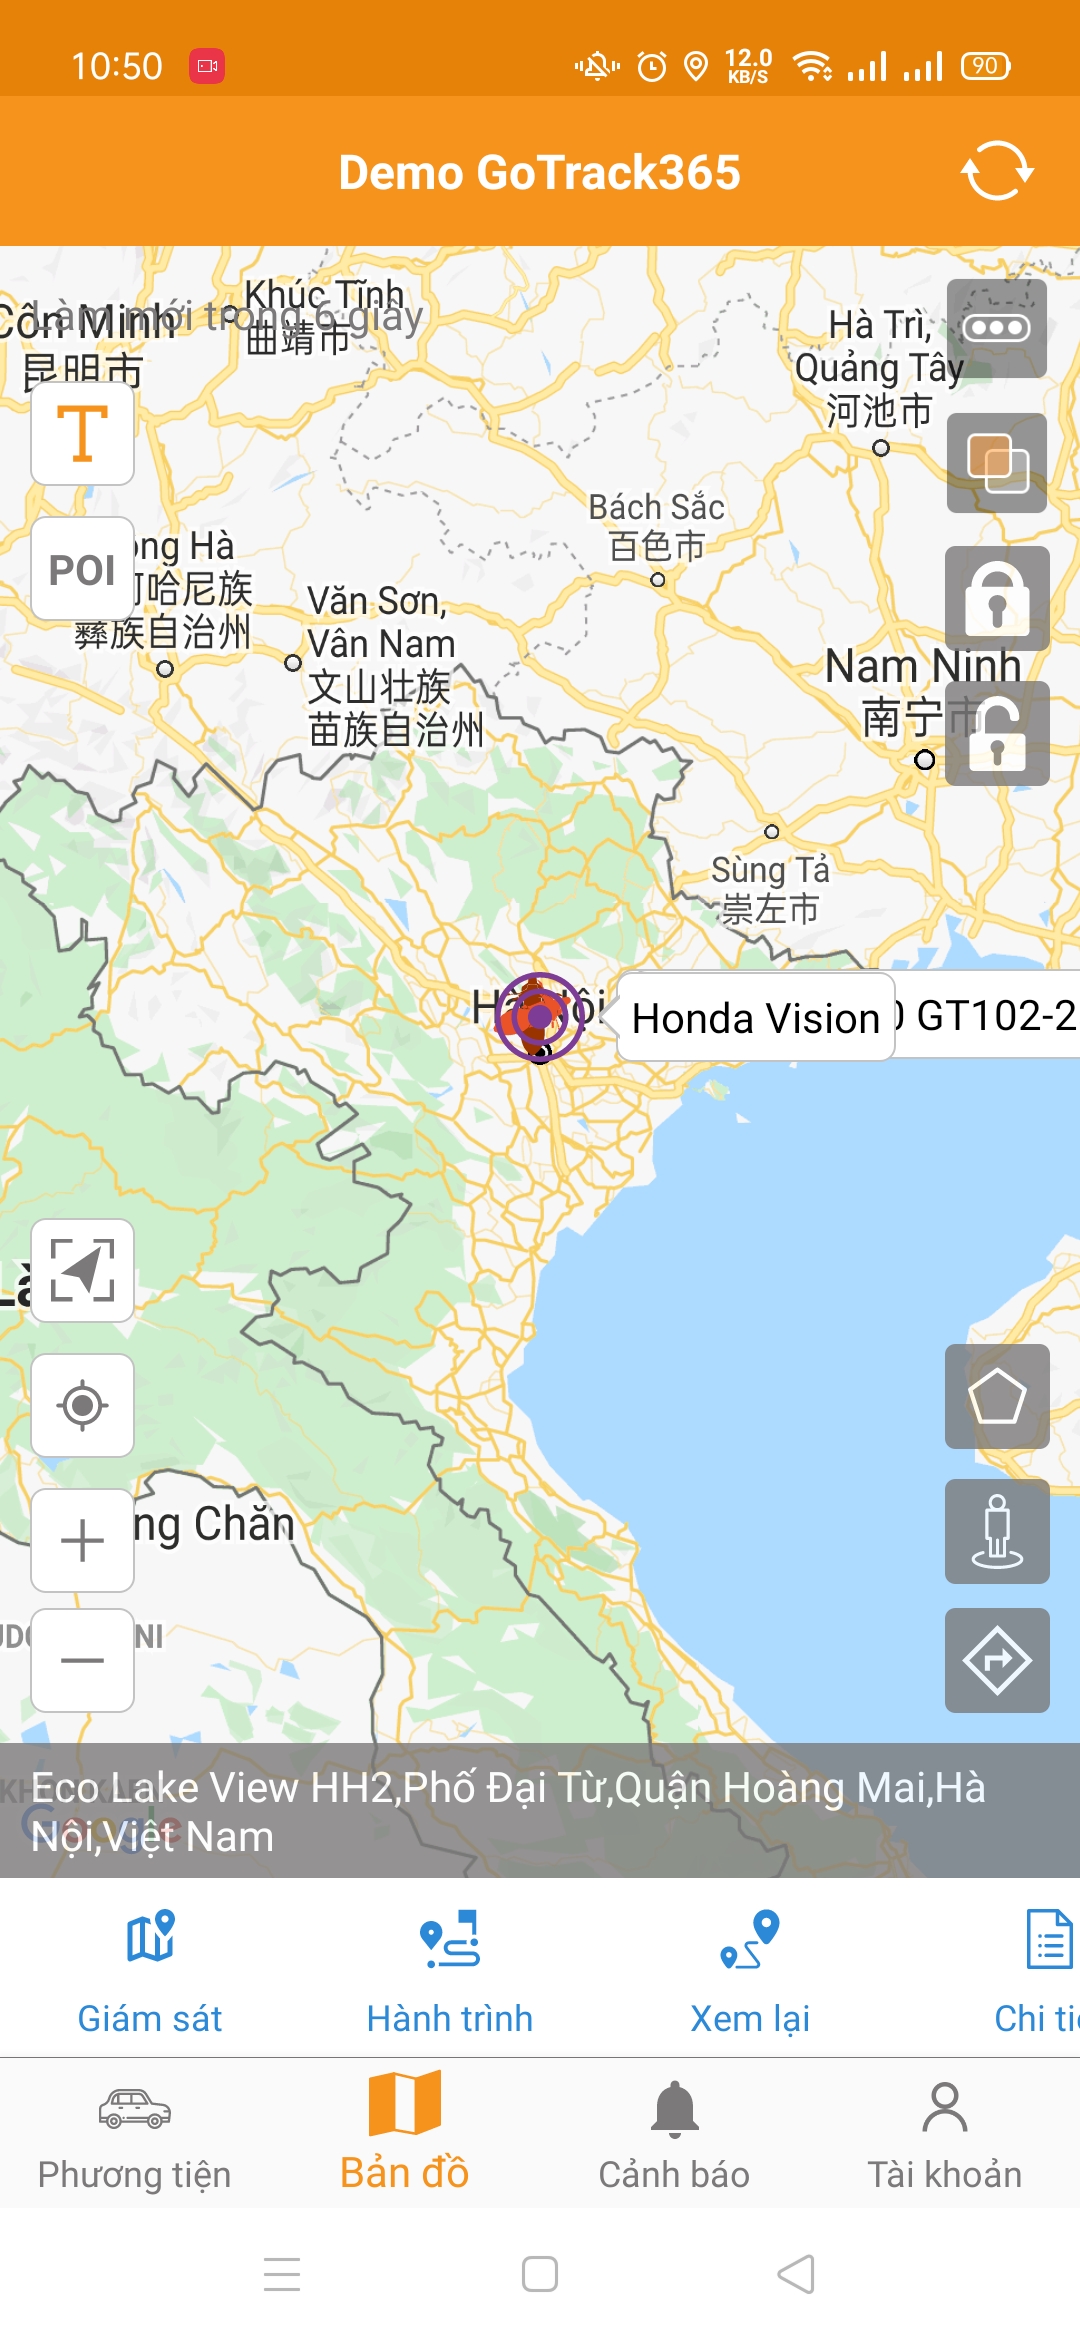 10:50
12.0
KB/S
90
Demo GoTrack365
Khúc Tĩnh
曲靖市
Côn Minh
昆明市
Làm mới trong 6 giây
Hà Trì,
Quảng Tây
河池市
T
POI
Bách Sắc
百色市
ồng Hà
哈尼族
彝族自治州
Văn Sơn,
Vân Nam
文山壮族
苗族自治州
Nam Ninh
南宁市
Sùng Tả
崇左市
Hà Nội
Honda Vision
GT102-2
ng Chăn
NI
Eco Lake View HH2,Phố Đại Từ,Quận Hoàng Mai,Hà
Nội,Việt Nam
Google
Giám sát
Hành trình
Xem lại
Chi ti
Phương tiện
Bản đồ
Cảnh báo
Tài khoản